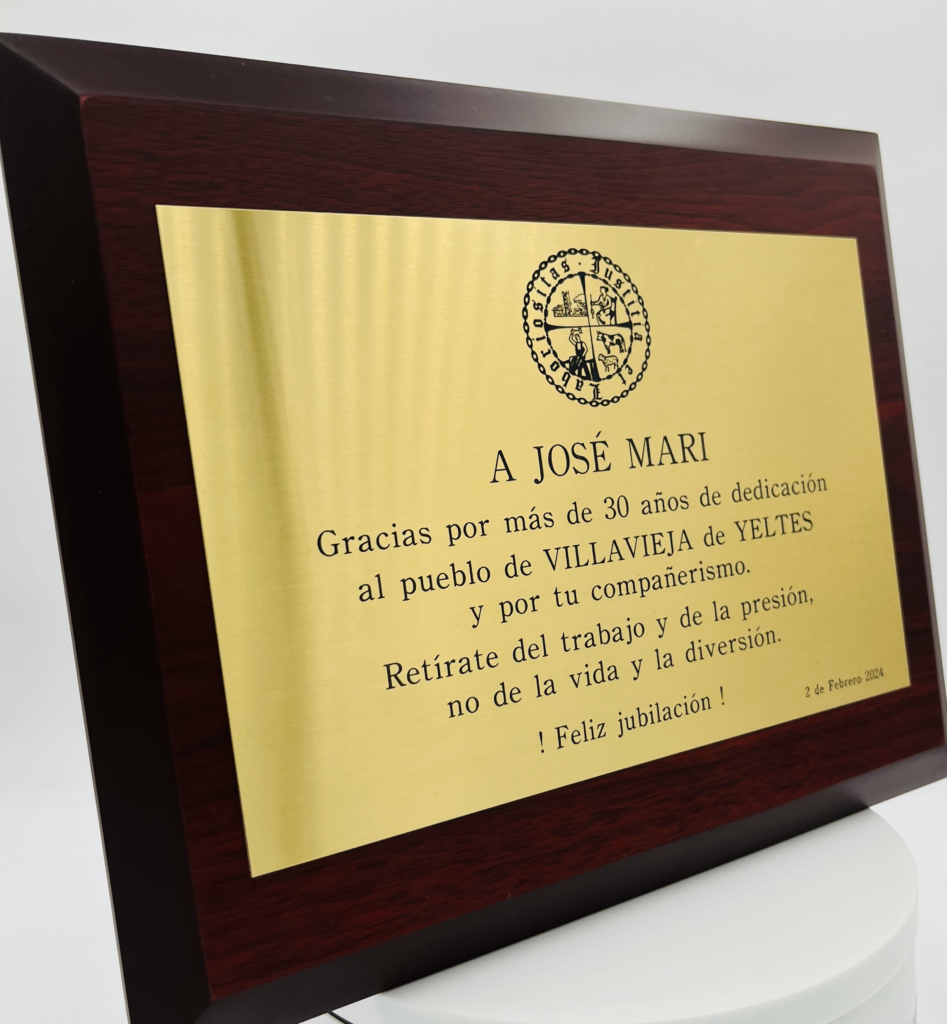 Laboriositas · Justitia et
A JOSÉ MARI
Gracias por más de 30 años de dedicación
al pueblo de VILLAVIEJA de YELTES
y por tu compañerismo.
Retírate del trabajo y de la presión,
no de la vida y la diversión.
! Feliz jubilación !
2 de Febrero 2024